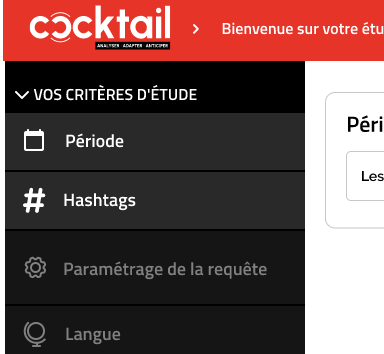 cocktail
ANALYSER ADAPTER ANTICIPER
> Bienvenue sur votre étu
VOS CRITÈRES D'ÉTUDE
Période
# Hashtags
Paramétrage de la requête
Langue
Péri
Les